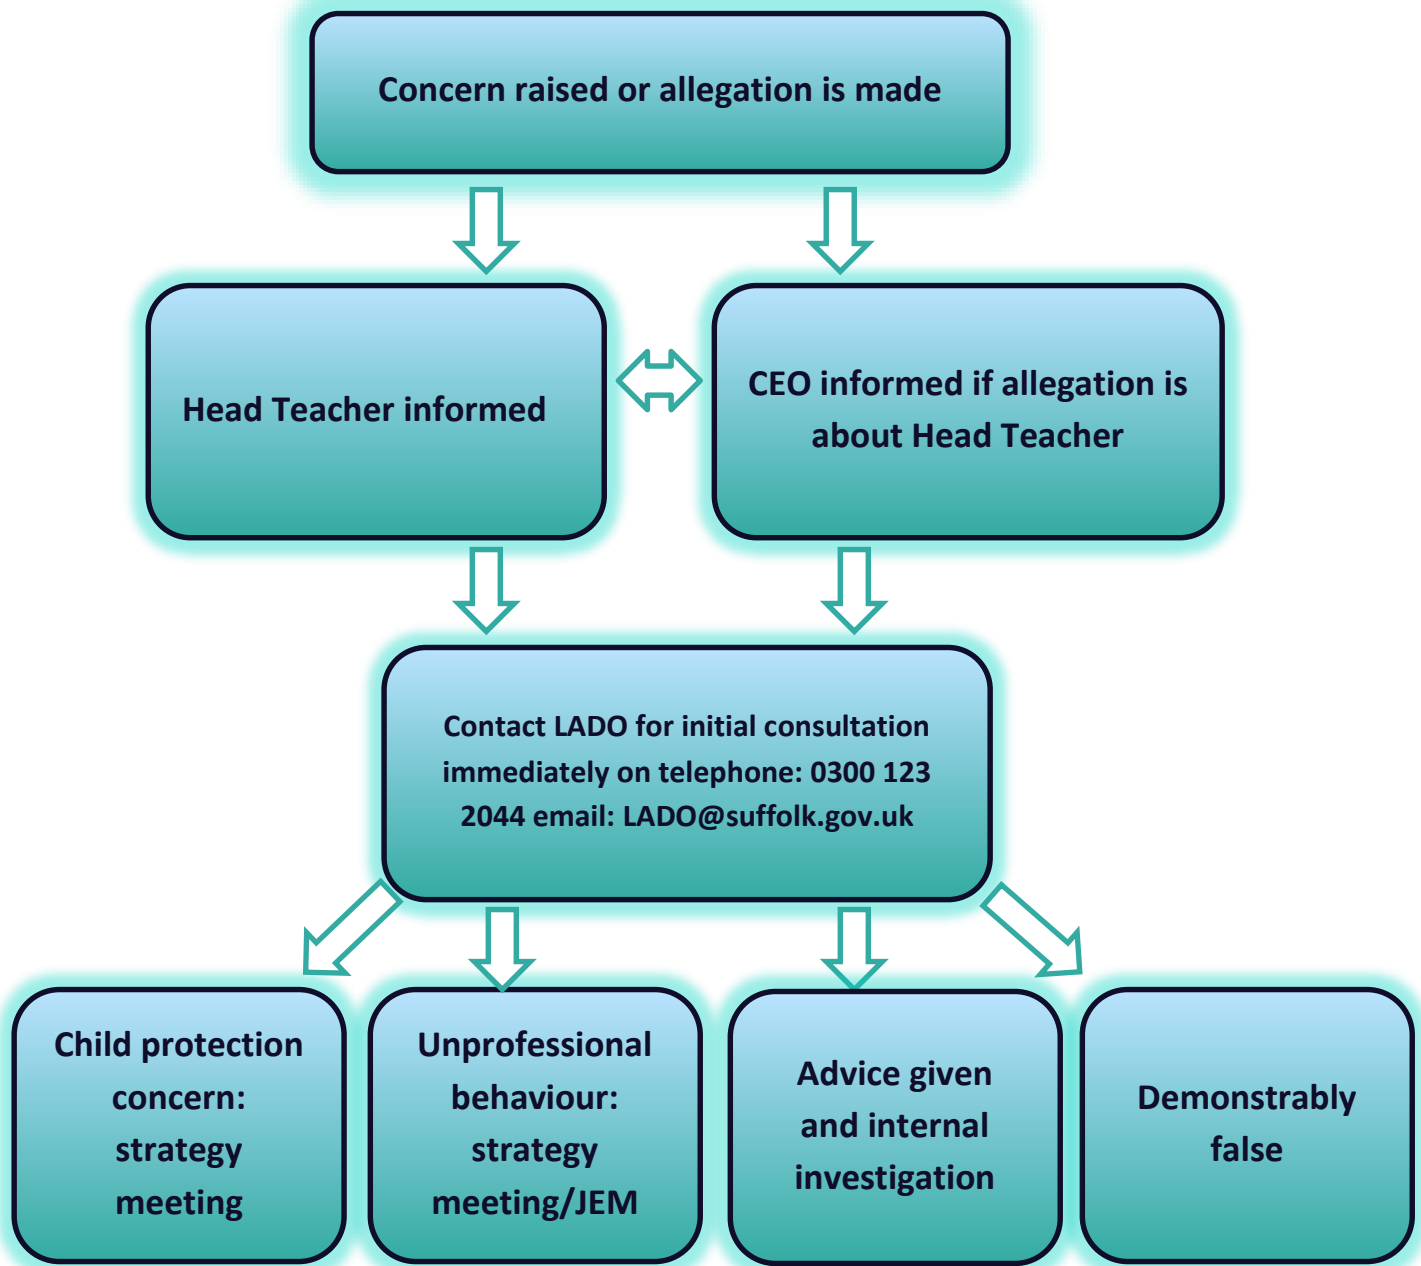 Concern raised or allegation is made
Head Teacher informed
CEO informed if allegation is
about Head Teacher
Contact LADO for initial consultation
immediately on telephone: 0300 123
2044 email: LADO@suffolk.gov.uk
Child protection
concern:
strategy
meeting
Unprofessional
behaviour:
strategy
meeting/JEM
Advice given
and internal
investigation
Demonstrably
false